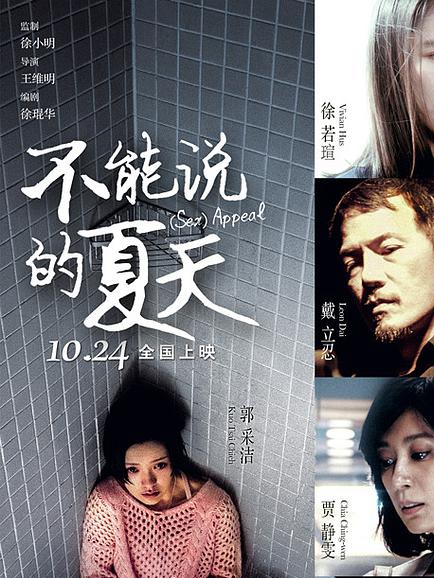 监制
徐小明
导演
王维明
编剧
徐琨华
不能说
(Sex) Appeal
的夏天
10.24 全国上映
郭采洁
Kuo Tsai Chieh
徐若瑄
Vivian Hus
戴立忍
Leon Dai
贾静雯
Chia Ching-wen